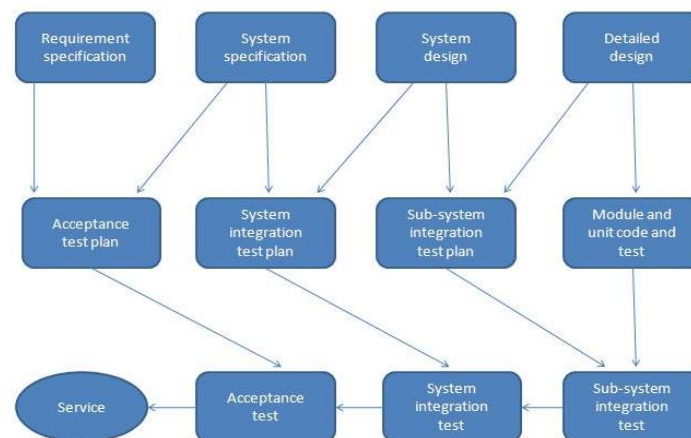 Requirement
specification
System
specification
System
design
Detailed
design
Acceptance
test plan
System
integration
test plan
Sub-system
integration
test plan
Module and
unit code and
test
Service
Acceptance
test
System
integration
test
Sub-system
integration
test